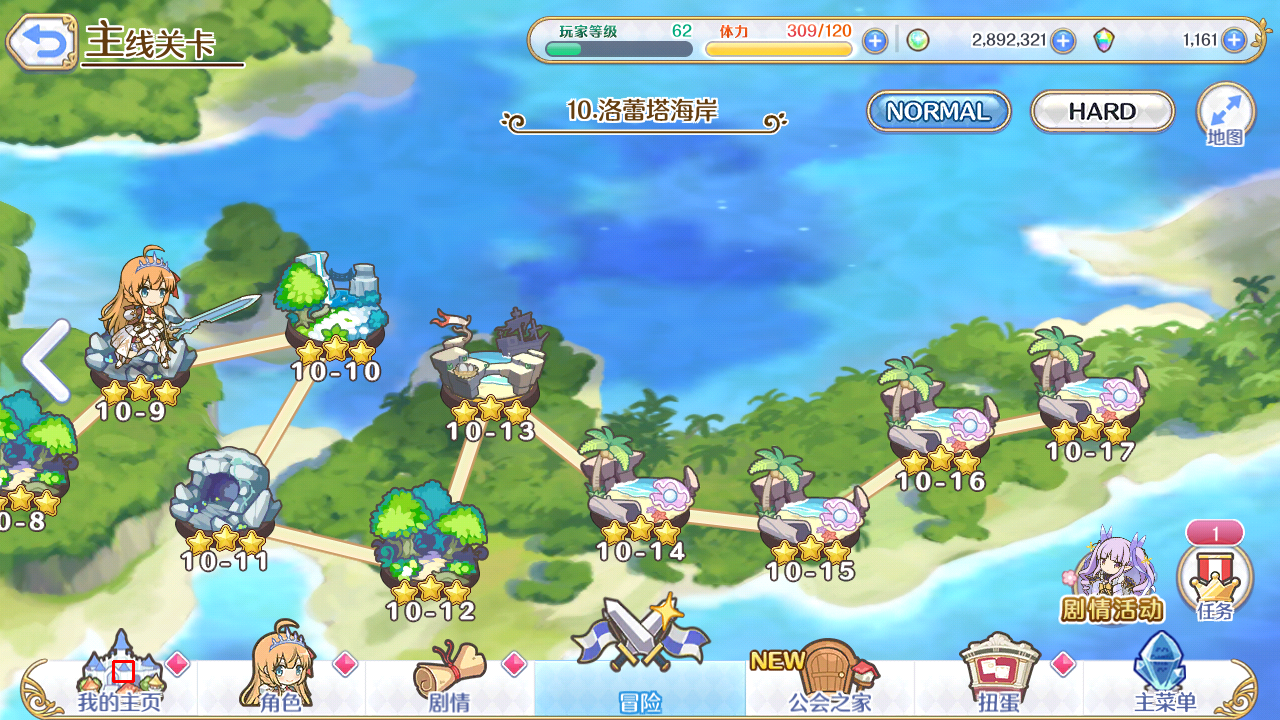 主线关卡
玩家等级 62
体力 309/120
2,892,321
1,161
10.洛蕾塔海岸
NORMAL
HARD
地图
10-9
10-10
10-13
0-8
10-11
10-12
10-14
10-15
10-16
10-17
剧情活动
1
任务
我的主页
角色
剧情
冒险
NEW
公会之家
扭蛋
主菜单